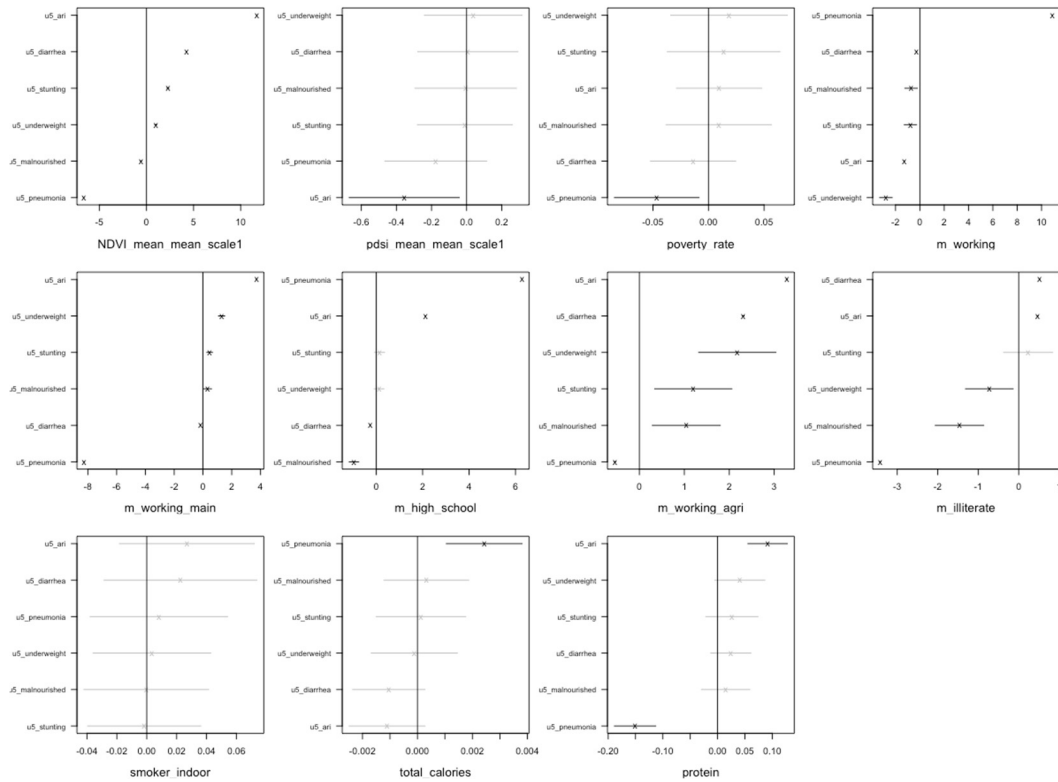 u5_ari
u5_diarrhea
u5_stunting
u5_underweight
u5_malnourished
u5_pneumonia
-5 0 5 10
NDVI_mean_mean_scale1
u5_underweight
u5_diarrhea
u5_malnourished
u5_stunting
u5_pneumonia
u5_ari
-0.6 -0.4 -0.2 0.0 0.2
pdsi_mean_mean_scale1
u5_underweight
u5_stunting
u5_ari
u5_malnourished
u5_diarrhea
u5_pneumonia
-0.05 0.00 0.05
poverty_rate
u5_pneumonia
u5_diarrhea
u5_malnourished
u5_stunting
u5_ari
u5_underweight
-2 0 2 4 6 8 10
m_working
u5_ari
u5_underweight
u5_stunting
u5_malnourished
u5_diarrhea
u5_pneumonia
-8 -6 -4 -2 0 2 4
m_working_main
u5_pneumonia
u5_ari
u5_stunting
u5_underweight
u5_diarrhea
u5_malnourished
0 2 4 6
m_high_school
u5_ari
u5_diarrhea
u5_underweight
u5_stunting
u5_malnourished
u5_pneumonia
0 1 2 3
m_working_agri
u5_diarrhea
u5_ari
u5_stunting
u5_underweight
u5_malnourished
u5_pneumonia
-3 -2 -1 0 1
m_illiterate
u5_ari
u5_diarrhea
u5_pneumonia
u5_underweight
u5_malnourished
u5_stunting
-0.04 -0.02 0.00 0.02 0.04 0.06
smoker_indoor
u5_pneumonia
u5_malnourished
u5_stunting
u5_underweight
u5_diarrhea
u5_ari
-0.002 0.000 0.002 0.004
total_calories
u5_ari
u5_underweight
u5_stunting
u5_diarrhea
u5_malnourished
u5_pneumonia
-0.20 -0.10 0.00 0.10
protein